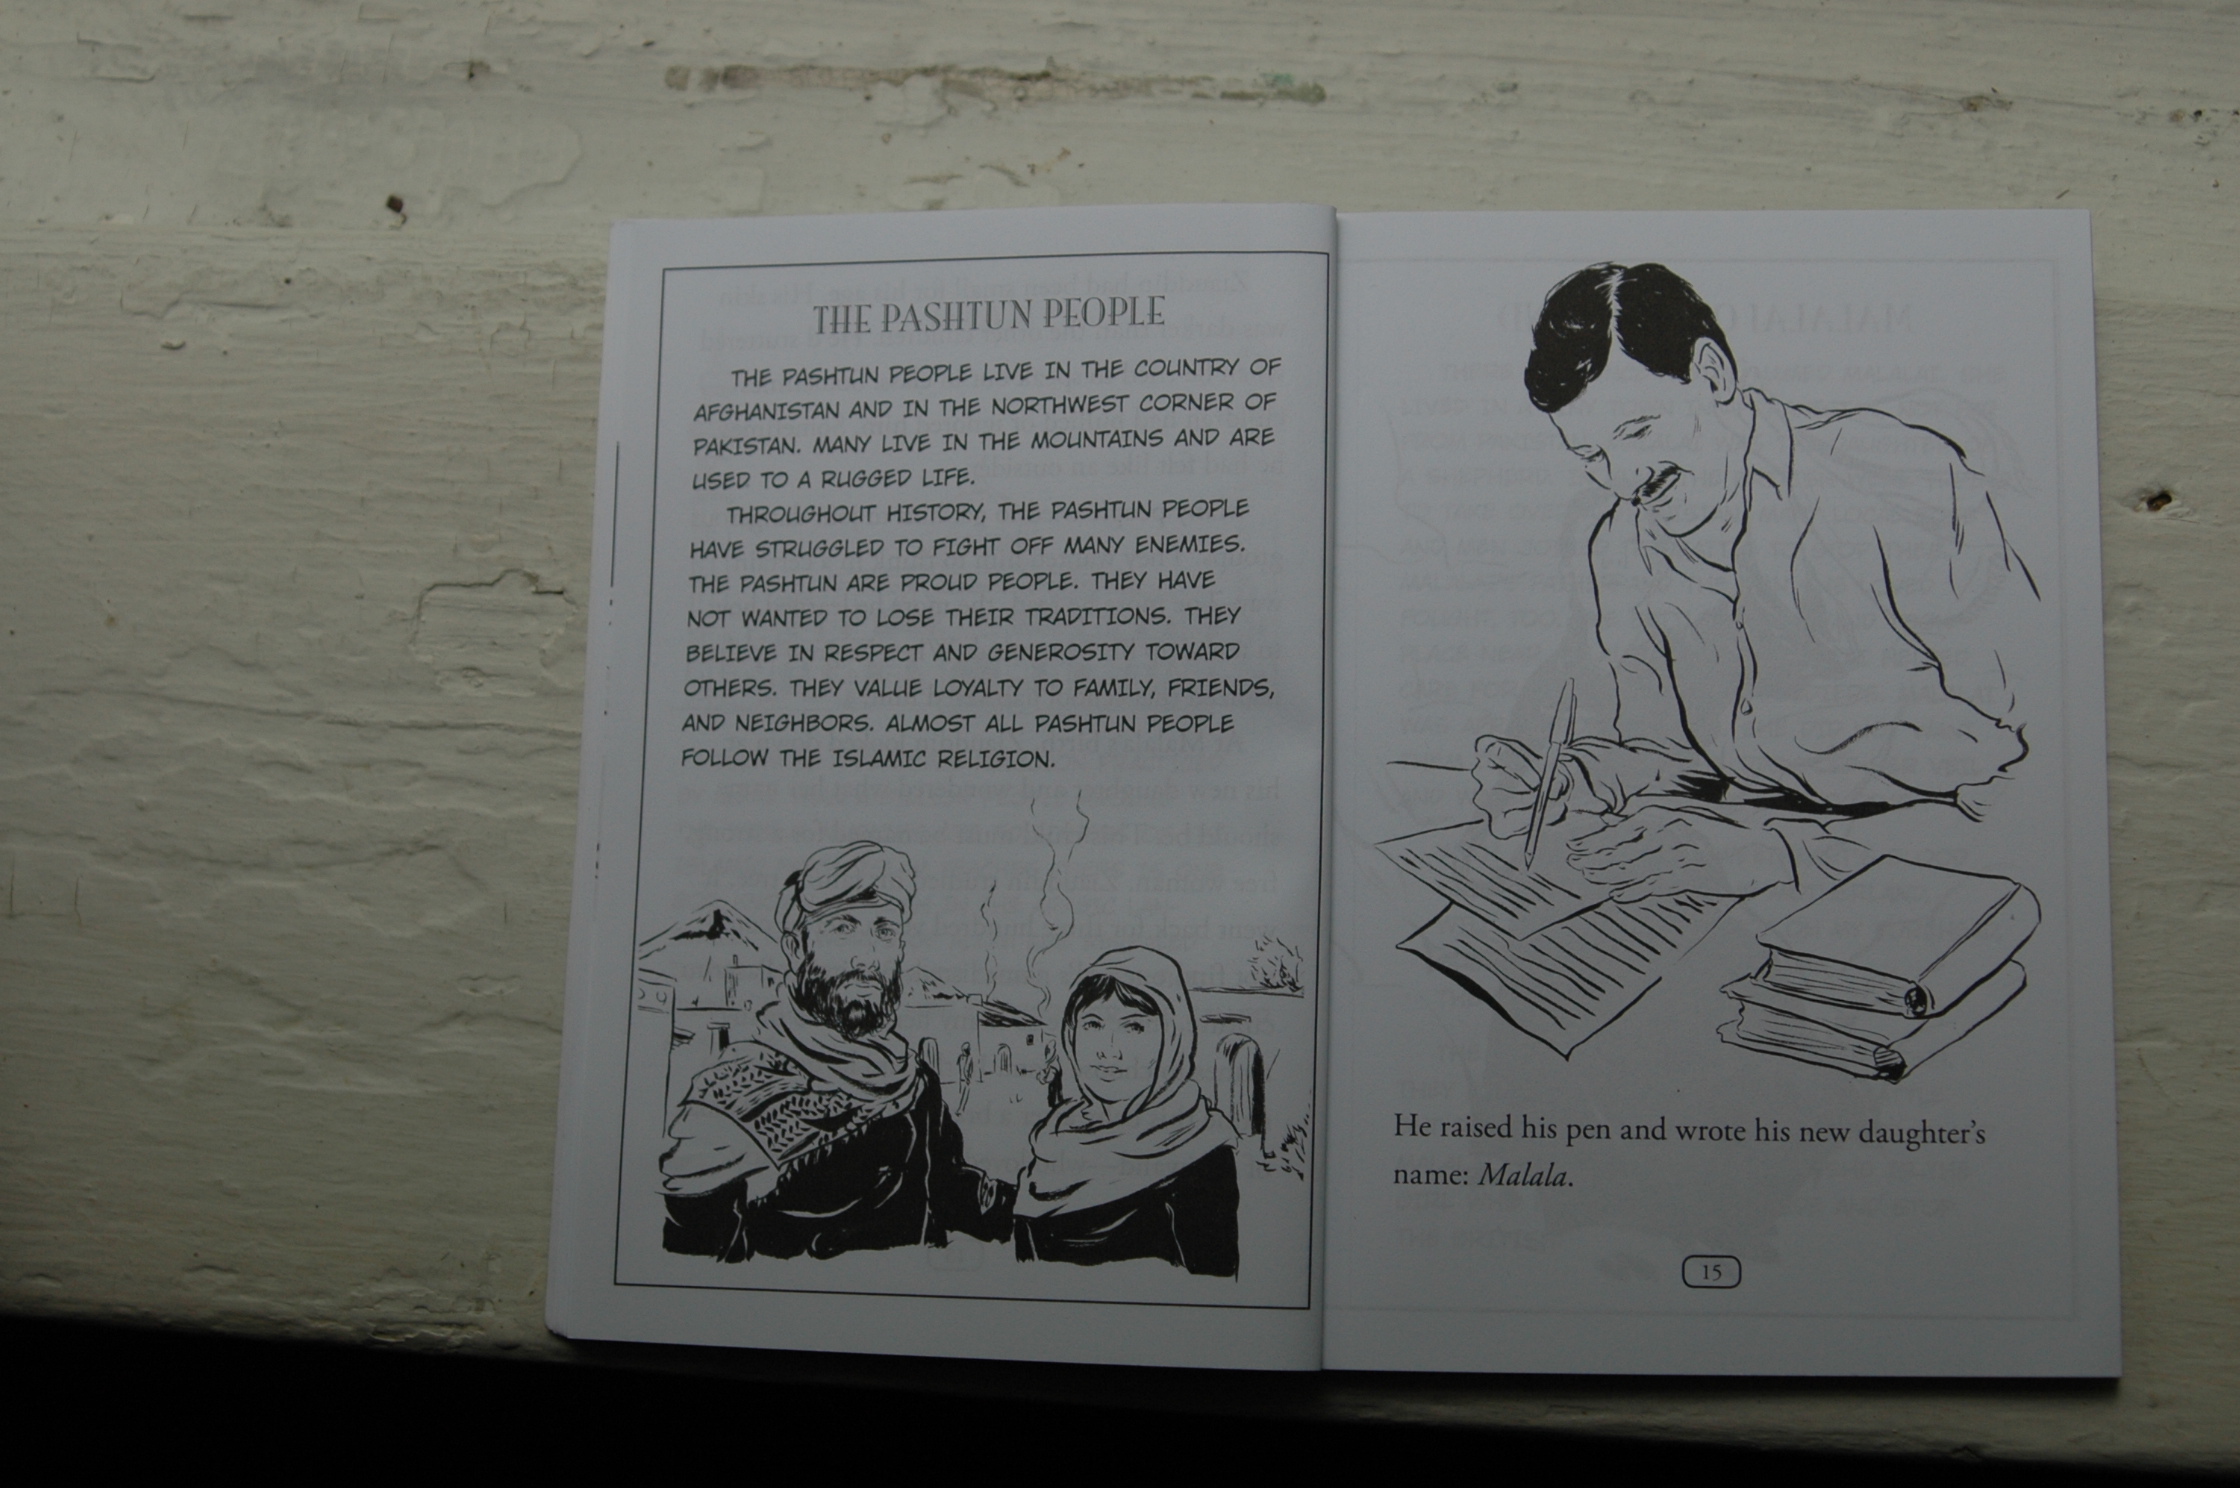 THE PASHTUN PEOPLE
THE PASHTUN PEOPLE LIVE IN THE COUNTRY OF
AFGHANISTAN AND IN THE NORTHWEST CORNER OF
PAKISTAN. MANY LIVE IN THE MOUNTAINS AND ARE
USED TO A RUGGED LIFE.
THROUGHOUT HISTORY, THE PASHTUN PEOPLE
HAVE STRUGGLED TO FIGHT OFF MANY ENEMIES.
THE PASHTUN ARE PROUD PEOPLE. THEY HAVE
NOT WANTED TO LOSE THEIR TRADITIONS. THEY
BELIEVE IN RESPECT AND GENEROSITY TOWARD
OTHERS. THEY VALUE LOYALTY TO FAMILY, FRIENDS,
AND NEIGHBORS. ALMOST ALL PASHTUN PEOPLE
FOLLOW THE ISLAMIC RELIGION.
He raised his pen and wrote his new daughter’s
name: Malala.
15